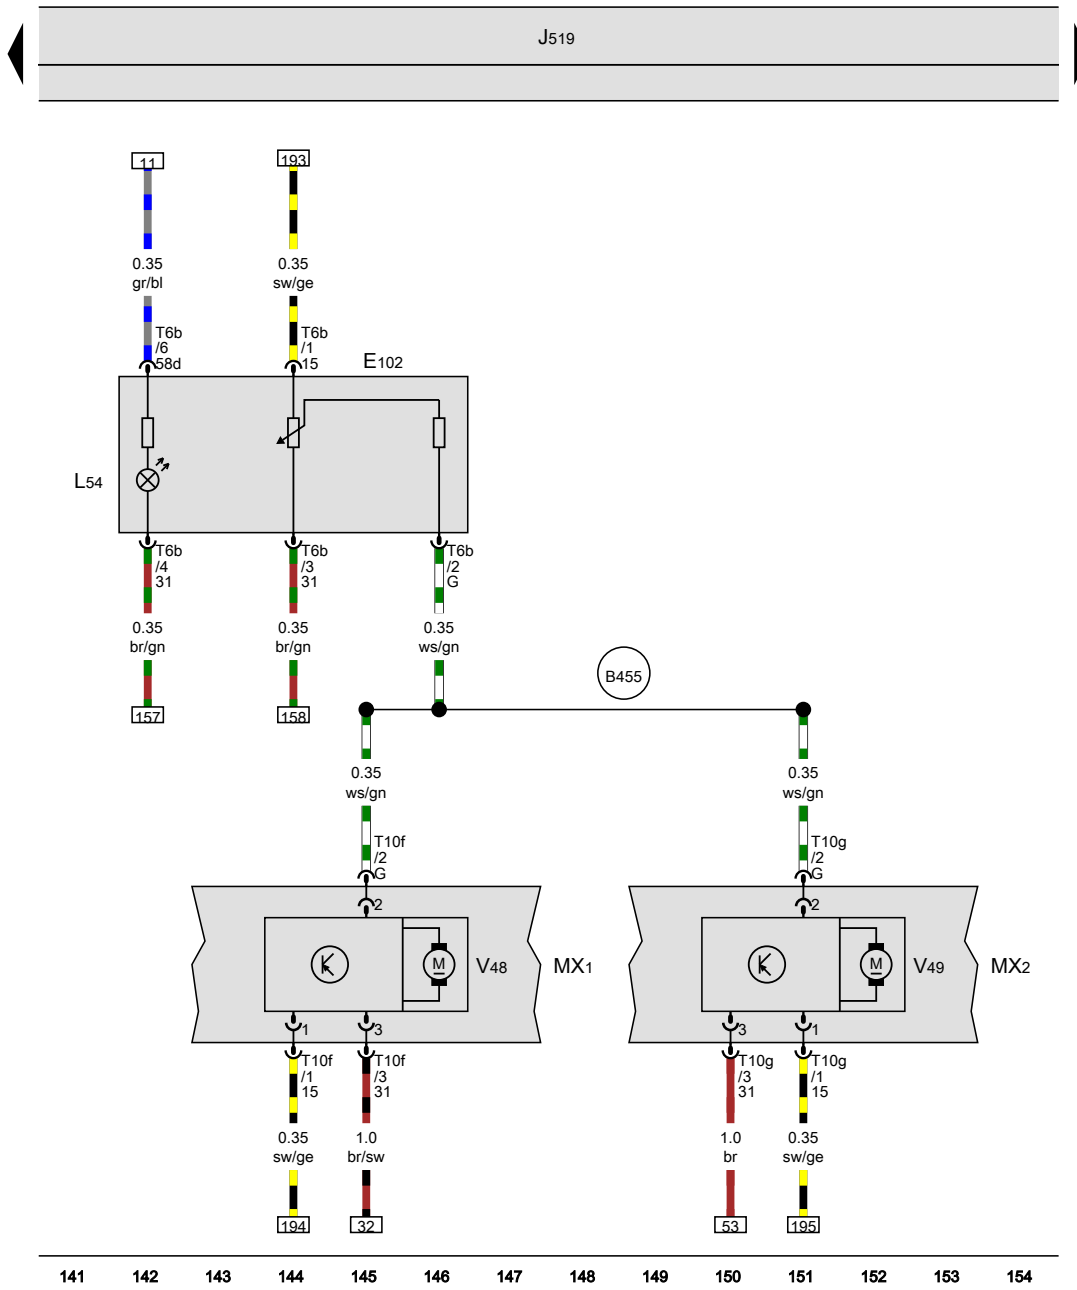 J519
11
193
0.35
gr/bl
0.35
sw/ge
T6b
/6
58d
T6b
/1
15
E102
L54
T6b
/4
31
T6b
/3
31
T6b
/2
G
0.35
br/gn
0.35
br/gn
0.35
ws/gn
157
158
B455
0.35
ws/gn
0.35
ws/gn
T10f
/2
G
T10g
/2
G
2
2
M
V48
MX1
M
V49
MX2
1
3
3
1
T10f
/1
15
T10f
/3
31
T10g
/3
31
T10g
/1
15
0.35
sw/ge
1.0
br/sw
1.0
br
0.35
sw/ge
194
32
53
195
141 142 143 144 145 146 147 148 149 150 151 152 153 154